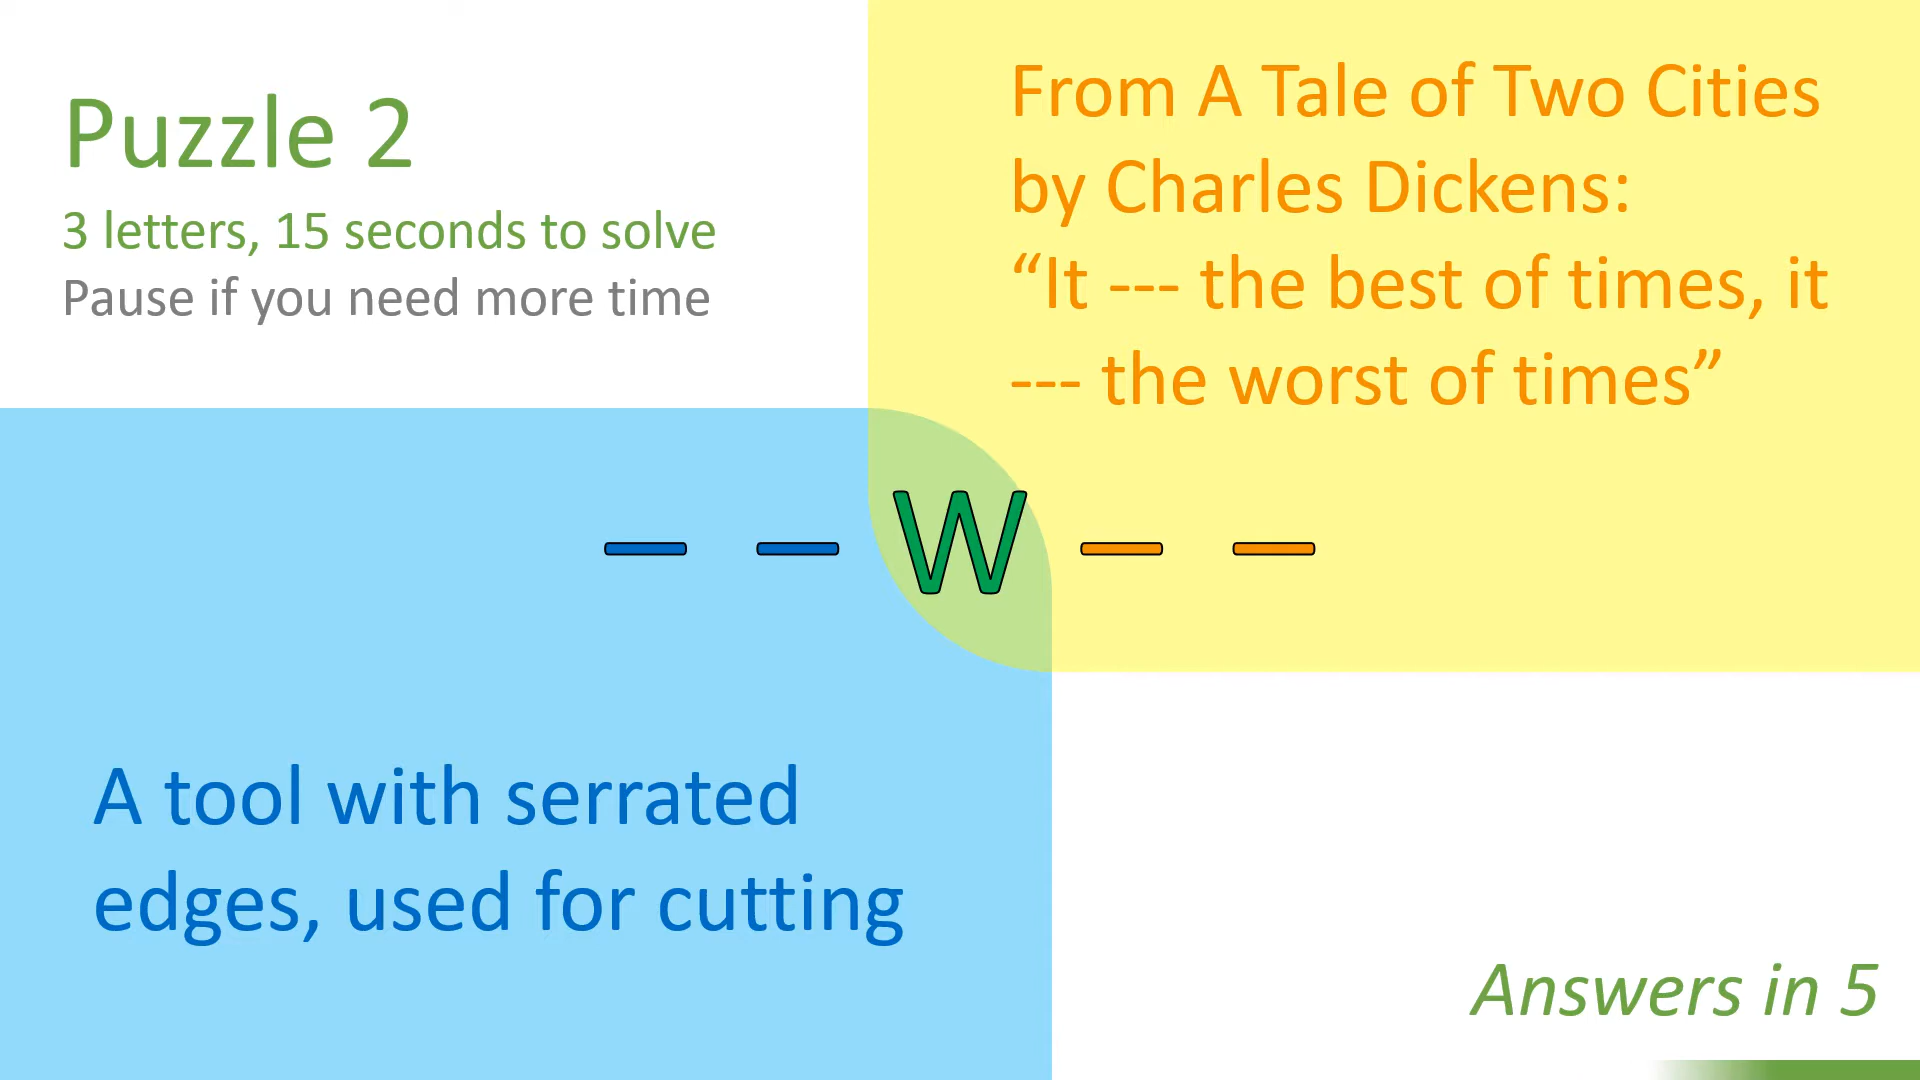 Puzzle 2
3 letters, 15 seconds to solve
Pause if you need more time
From A Tale of Two Cities
by Charles Dickens:
“It --- the best of times, it
--- the worst of times”
_ _ W _ _
A tool with serrated
edges, used for cutting
Answers in 5